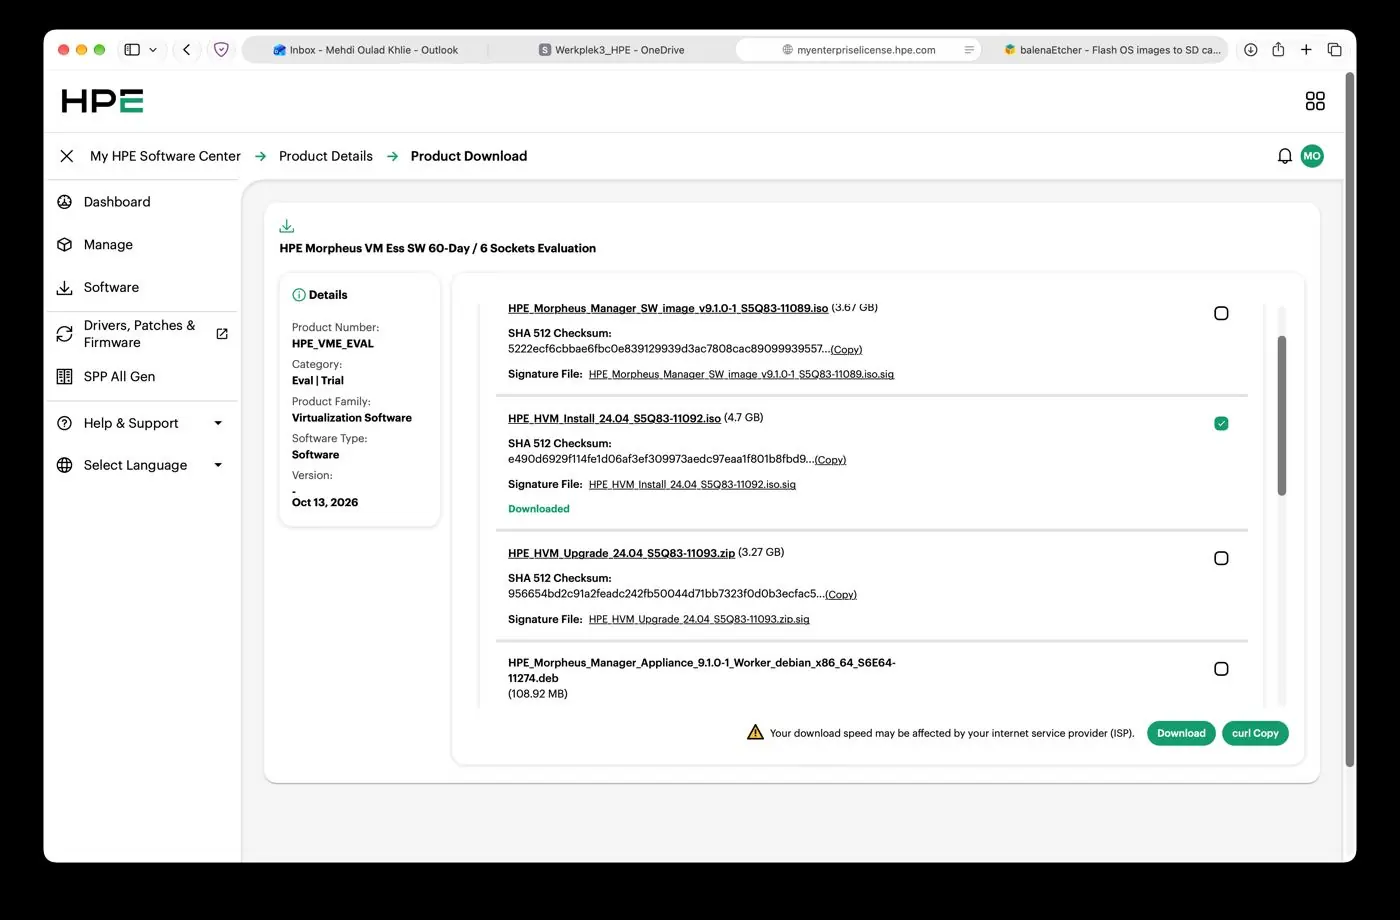 Inbox - Mehdi Oulad Khlie - Outlook
S Werkplek3_HPE - OneDrive
myenterpriselicense.hpe.com
balenaEtcher - Flash OS images to SD ca...
HPE
My HPE Software Center → Product Details → Product Download
MO
Dashboard
Manage
Software
Drivers, Patches &
Firmware
SPP All Gen
Help & Support
Select Language
HPE Morpheus VM Ess SW 60-Day / 6 Sockets Evaluation
Details
Product Number:
HPE_VME_EVAL
Category:
Eval | Trial
Product Family:
Virtualization Software
Software Type:
Software
Version:
-
Oct 13, 2026
HPE_Morpheus_Manager_SW_image_v9.1.0-1_S5Q83-11089.iso (3.67 GB)
SHA 512 Checksum:
5222ecf6cbbae6fbc0e839129939d3ac7808cac89099939557...(Copy)
Signature File: HPE_Morpheus_Manager_SW_image_v9.1.0-1_S5Q83-11089.iso.sig
HPE_HVM_Install_24.04_S5Q83-11092.iso (4.7 GB)
SHA 512 Checksum:
e490d6929f114fe1d06af3ef309973aedc97eaa1f801b8fbd9...(Copy)
Signature File: HPE_HVM_Install_24.04_S5Q83-11092.iso.sig
Downloaded
HPE_HVM_Upgrade_24.04_S5Q83-11093.zip (3.27 GB)
SHA 512 Checksum:
956654bd2c91a2feadc242fb50044d71bb7323f0d0b3ecfac5...(Copy)
Signature File: HPE_HVM_Upgrade_24.04_S5Q83-11093.zip.sig
HPE_Morpheus_Manager_Appliance_9.1.0-1_Worker_debian_x86_64_S6E64-
11274.deb
(108.92 MB)
Your download speed may be affected by your internet service provider (ISP).
Download
curl Copy